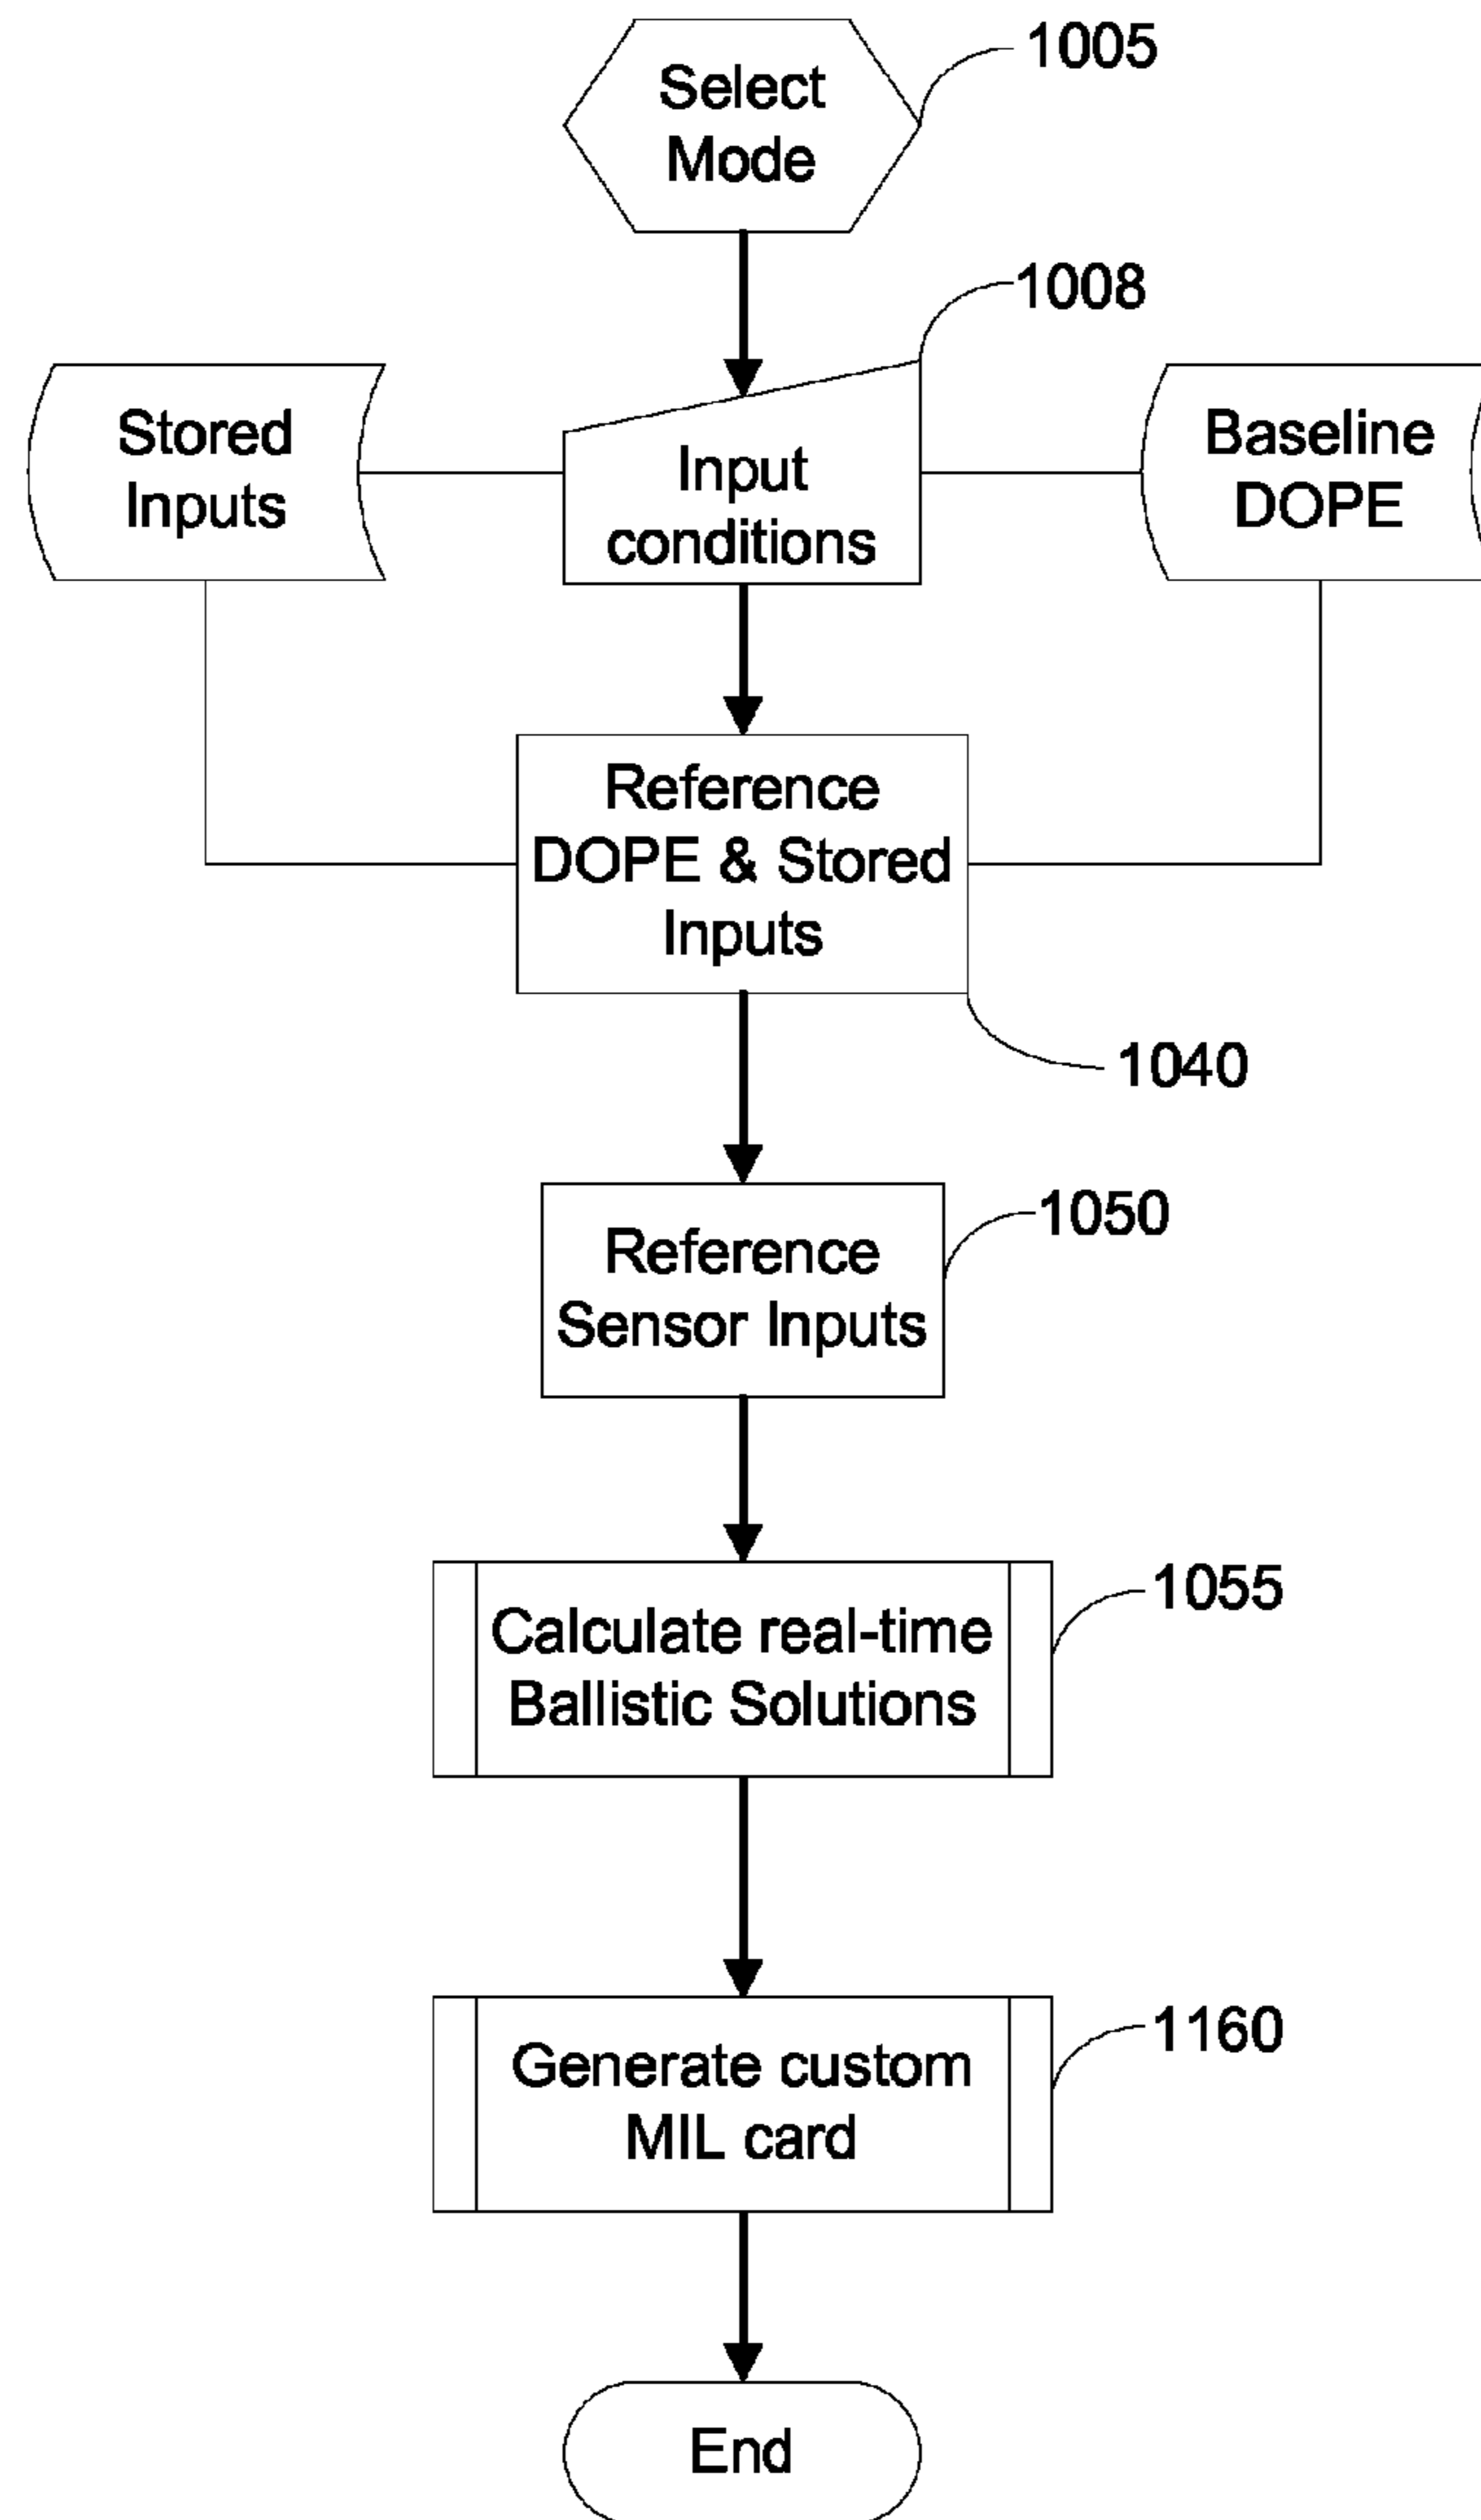 Select
Mode
1005
1008
Stored
Inputs
Input
conditions
Baseline
DOPE
Reference
DOPE & Stored
Inputs
1040
Reference
Sensor Inputs
1050
Calculate real-time
Ballistic Solutions
1055
Generate custom
MIL card
1160
End